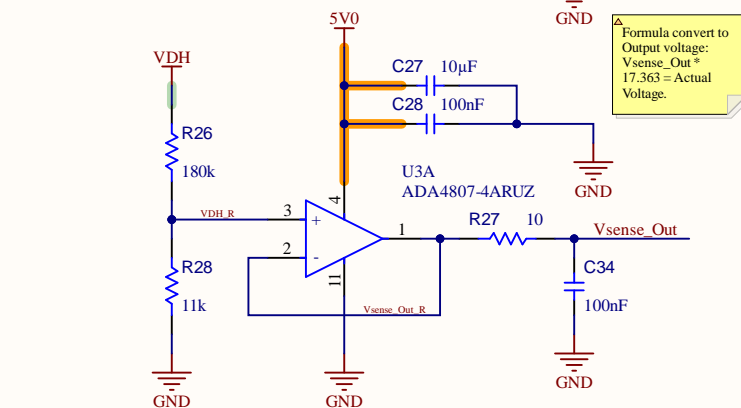 GND
5V0
Formula convert to
Output voltage:
Vsense_Out *
17.363 = Actual
Voltage.
VDH
C27 10µF
C28 100nF
R26
180k
GND
U3A
ADA4807-4ARUZ
4
VDH_R 3 +
1
R27 10
Vsense_Out
2 -
R28
11k
11
C34
100nF
Vsense_Out_R
GND
GND
GND